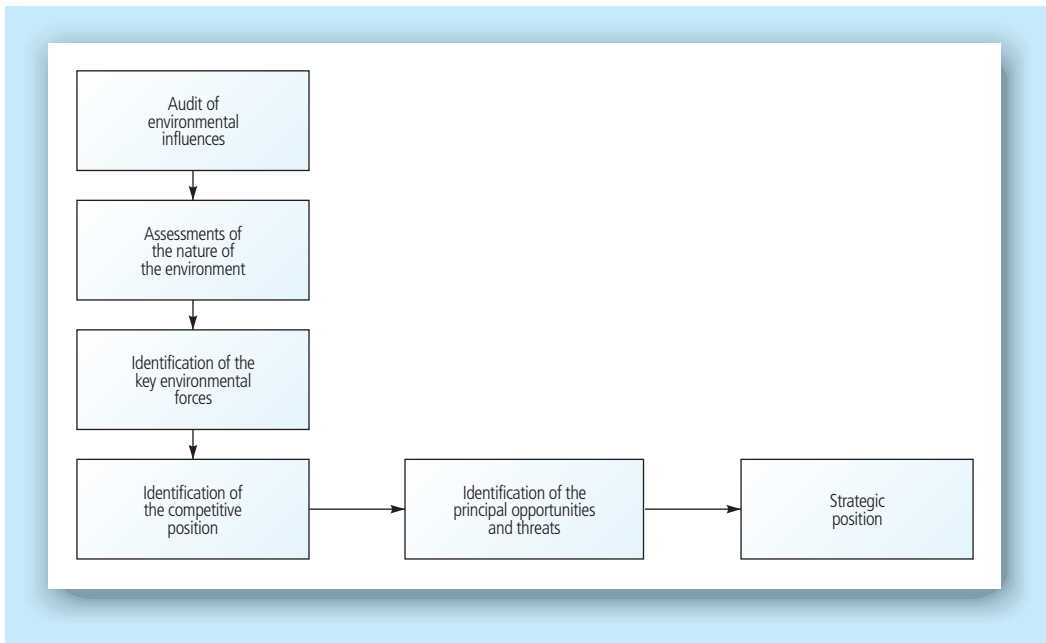 Audit of
environmental
influences
Assessments of
the nature of
the environment
Identification of the
key environmental
forces
Identification of
the competitive
position
Identification of the
principal opportunities
and threats
Strategic
position